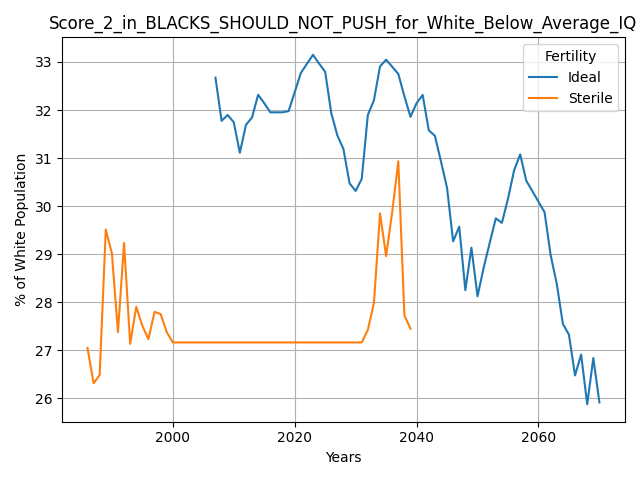 Score_2_in_BLACKS_SHOULD_NOT_PUSH_for_White_Below_Average_IQ
% of White Population
33
32
31
30
29
28
27
26
Fertility
Ideal
Sterile
2000
2020
2040
2060
Years